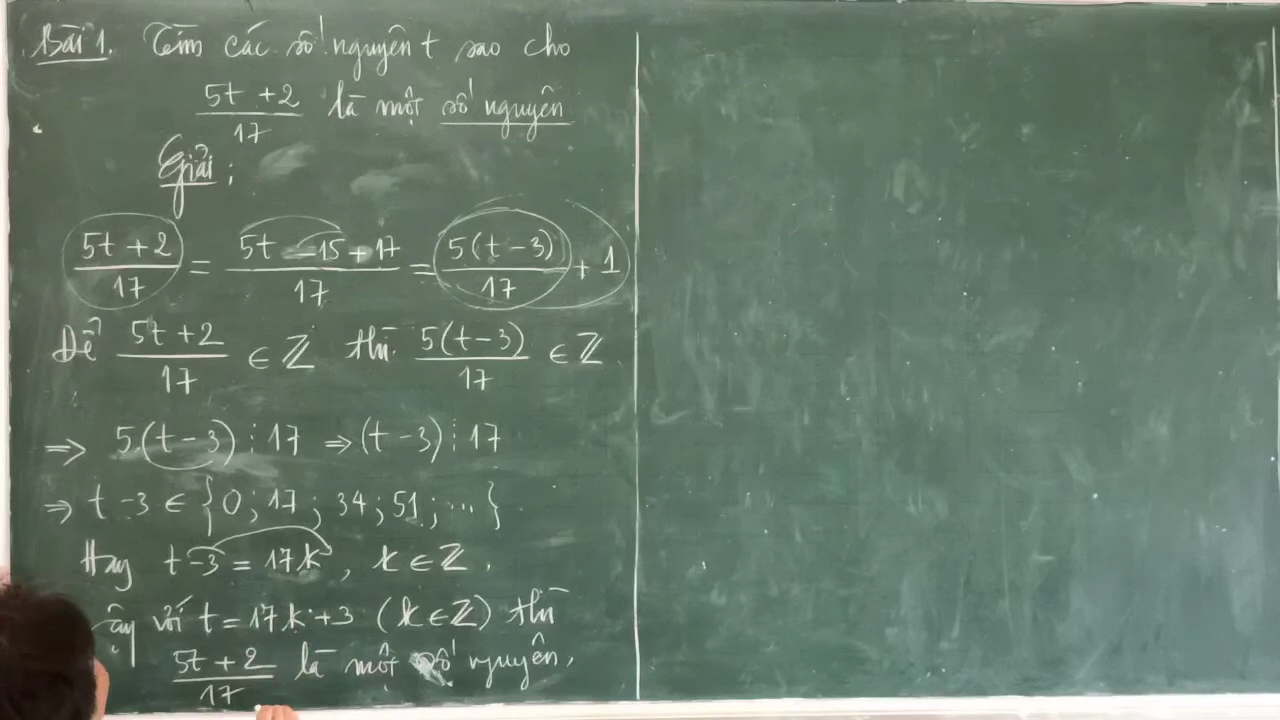 Bài 1. Tìm các số nguyên t sao cho
(5t + 2)/17 là một số nguyên
Giải:
(5t + 2)/17 = (5t - 15 + 17)/17 = 5(t - 3)/17 + 1
Để (5t + 2)/17 ∈ ℤ thì 5(t - 3)/17 ∈ ℤ
⇒ 5(t - 3) ⋮ 17 ⇒ (t - 3) ⋮ 17
⇒ t - 3 ∈ {0; 17; 34; 51; ...}.
Hay t - 3 = 17k, k ∈ ℤ.
ậy với t = 17k + 3 (k ∈ ℤ) thì
(5t + 2)/17 là một số nguyên.